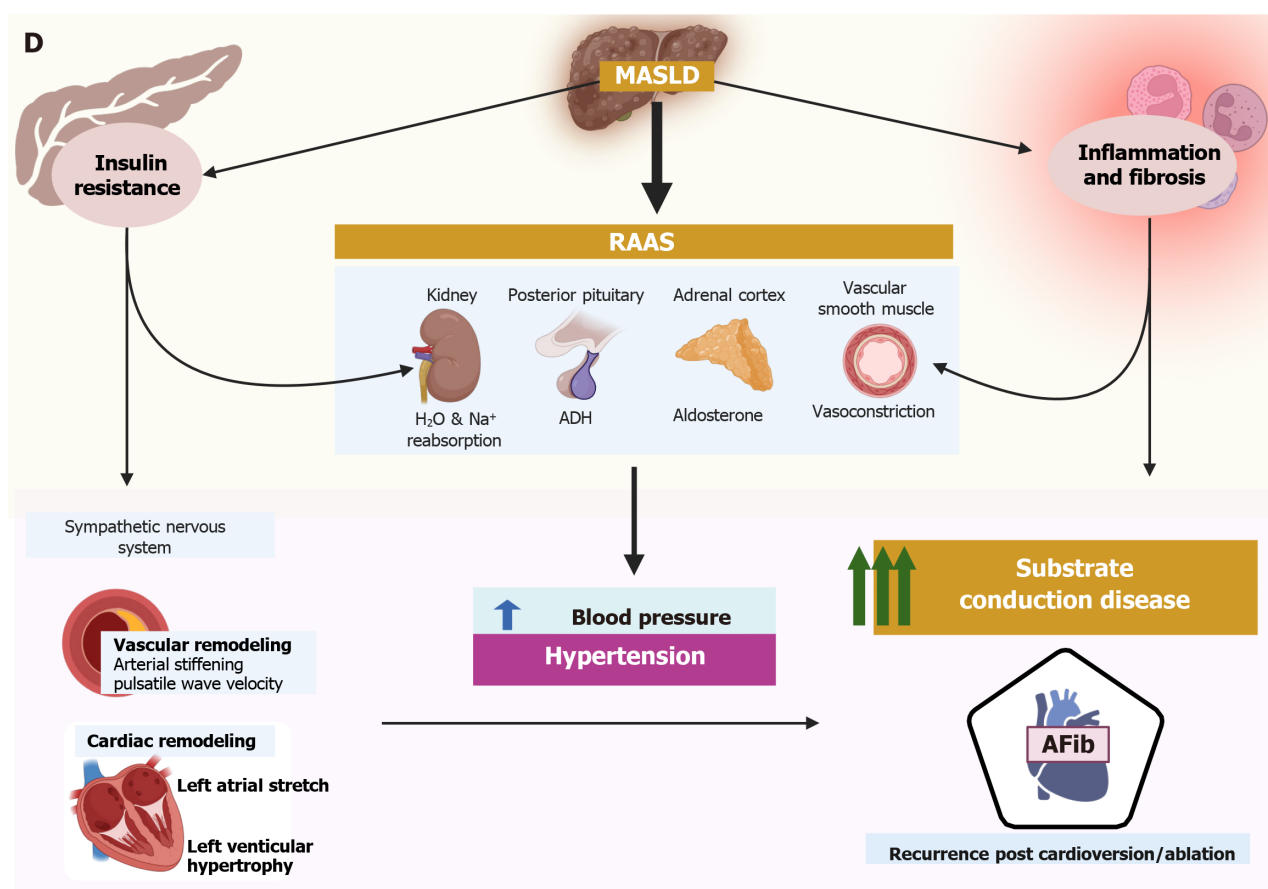 D
MASLD
Insulin
resistance
Inflammation
and fibrosis
RAAS
Kidney
H₂O & Na⁺
reabsorption
Posterior pituitary
ADH
Adrenal cortex
Aldosterone
Vascular
smooth muscle
Vasoconstriction
Sympathetic nervous
system
Vascular remodeling
Arterial stiffening
pulsatile wave velocity
Cardiac remodeling
Left atrial stretch
Left venticular
hypertrophy
Blood pressure
Hypertension
Substrate
conduction disease
AFib
Recurrence post cardioversion/ablation